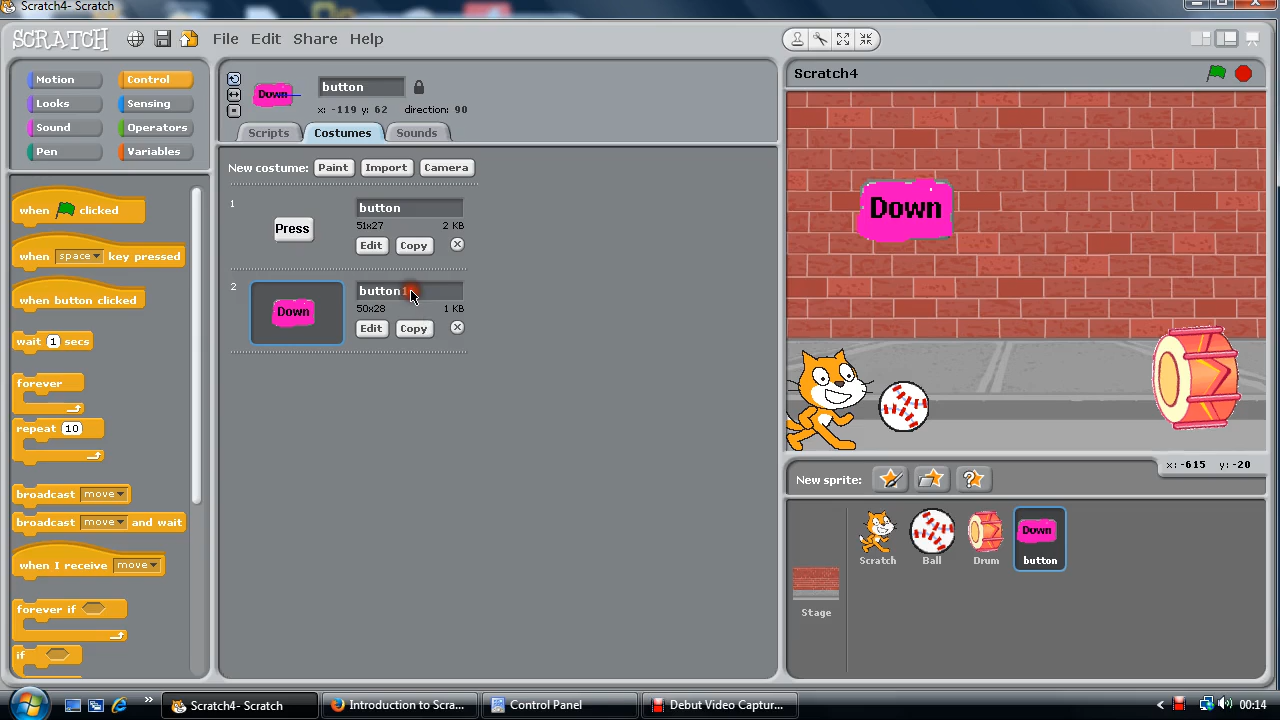 Scratch4- Scratch
SCRATCH
File Edit Share Help
Motion Control
Looks Sensing
Sound Operators
Pen Variables
Down
button
x: -119 y: 62 direction: 90
Scripts Costumes Sounds
New costume: Paint Import Camera
1
Press
button
51x27 2 KB
Edit Copy
2
Down
button1
50x28 1 KB
Edit Copy
when clicked
when space key pressed
when button clicked
wait 1 secs
forever
repeat 10
broadcast move
broadcast move and wait
when I receive move
forever if
if
Scratch4
Down
x: -615 y: -20
New sprite:
Down
Scratch Ball Drum button
Stage
Scratch4- Scratch
Introduction to Scra...
Control Panel
Debut Video Captur...
00:14